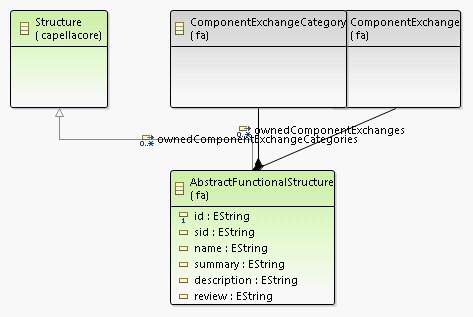 Structure
( capellacore)
ComponentExchangeCategory
( fa)
ComponentExchange
( fa)
0..*
ownedComponentExchanges
0..*
ownedComponentExchangeCategories
AbstractFunctionalStructure
( fa)
1
id : EString
sid : EString
name : EString
summary : EString
description : EString
review : EString